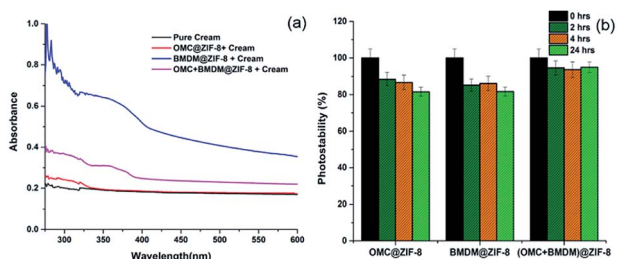 (a)
Pure Cream
OMC@ZIF-8+ Cream
BMDM@ZIF-8 + Cream
OMC+BMDM@ZIF-8 + Cream
Absorbance
1.0
0.8
0.6
0.4
0.2
0.0
300 350 400 450 500 550 600
Wavelength(nm)
(b)
0 hrs
2 hrs
4 hrs
24 hrs
Photostability (%)
120
100
80
60
40
20
0
OMC@ZIF-8 BMDM@ZIF-8 (OMC+BMDM)@ZIF-8